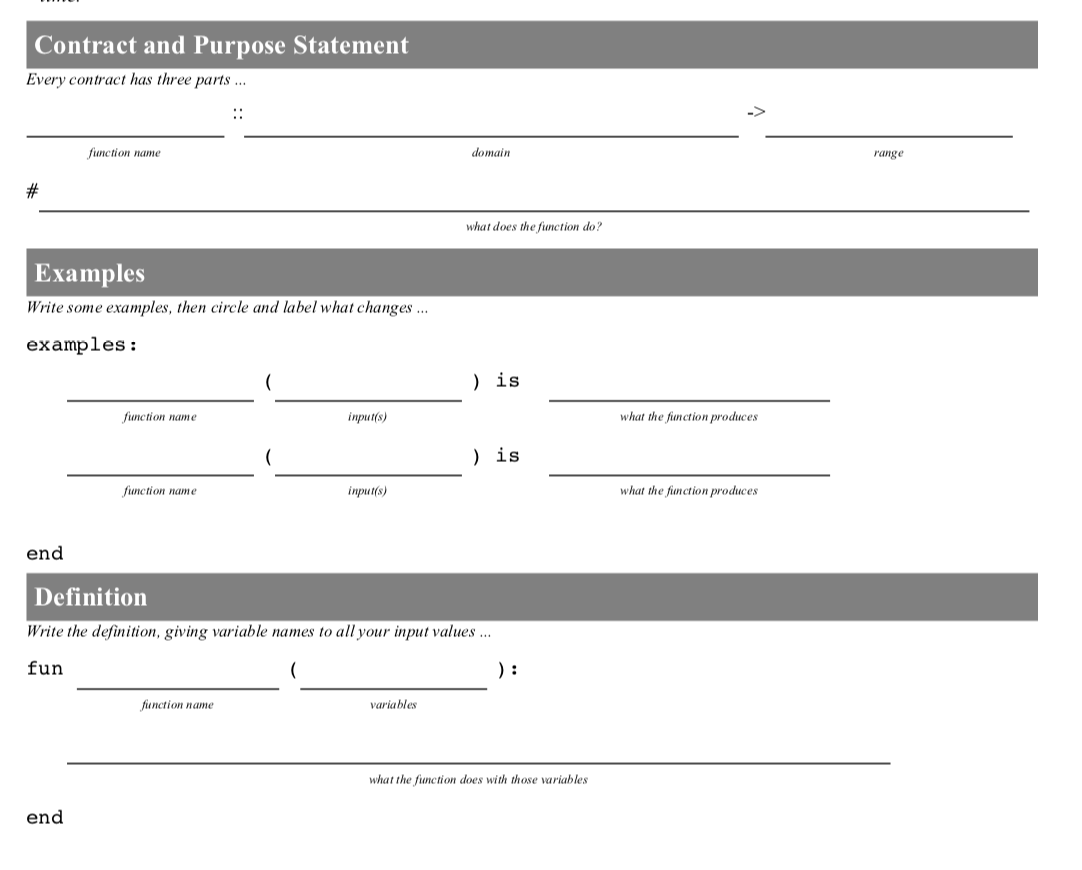 Contract and Purpose Statement
Every contract has three parts ...
:: ->
function name domain range
#
what does the function do?
Examples
Write some examples, then circle and label what changes ...
examples:
( ) is
function name input(s) what the function produces
( ) is
function name input(s) what the function produces
end
Definition
Write the definition, giving variable names to all your input values ...
fun ( ):
function name variables
what the function does with those variables
end